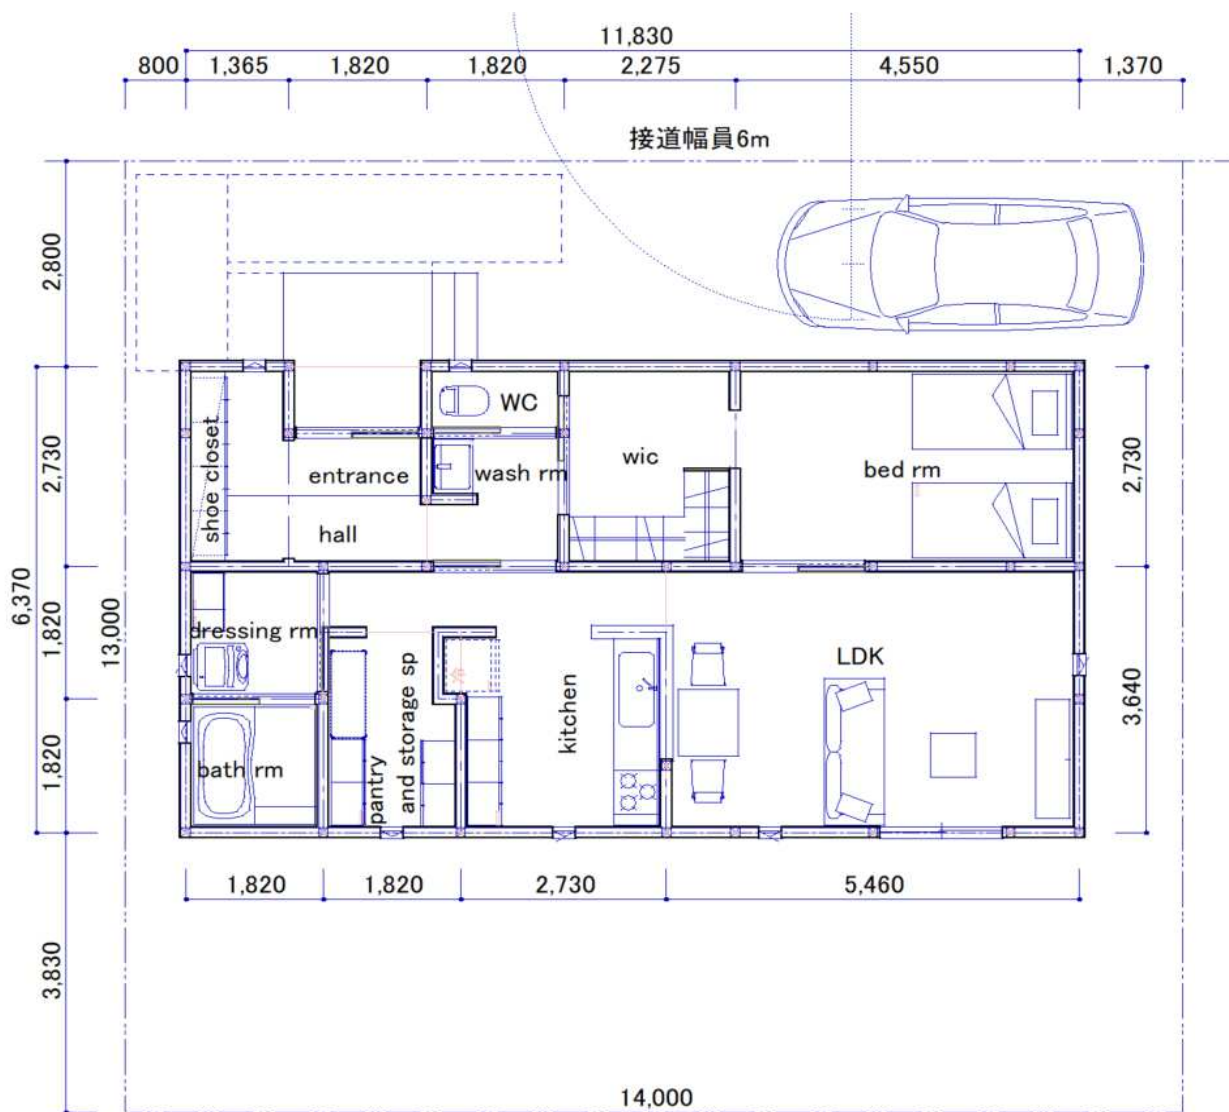 11,830
800
1,365
1,820
1,820
2,275
4,550
1,370
接道幅員6m
2,800
2,730
6,370
1,820
13,000
1,820
3,830
WC
shoe closet
entrance
wash rm
wic
bed rm
hall
2,730
dressing rm
bath rm
pantry
and storage sp
冷
kitchen
LDK
3,640
1,820
1,820
2,730
5,460
14,000